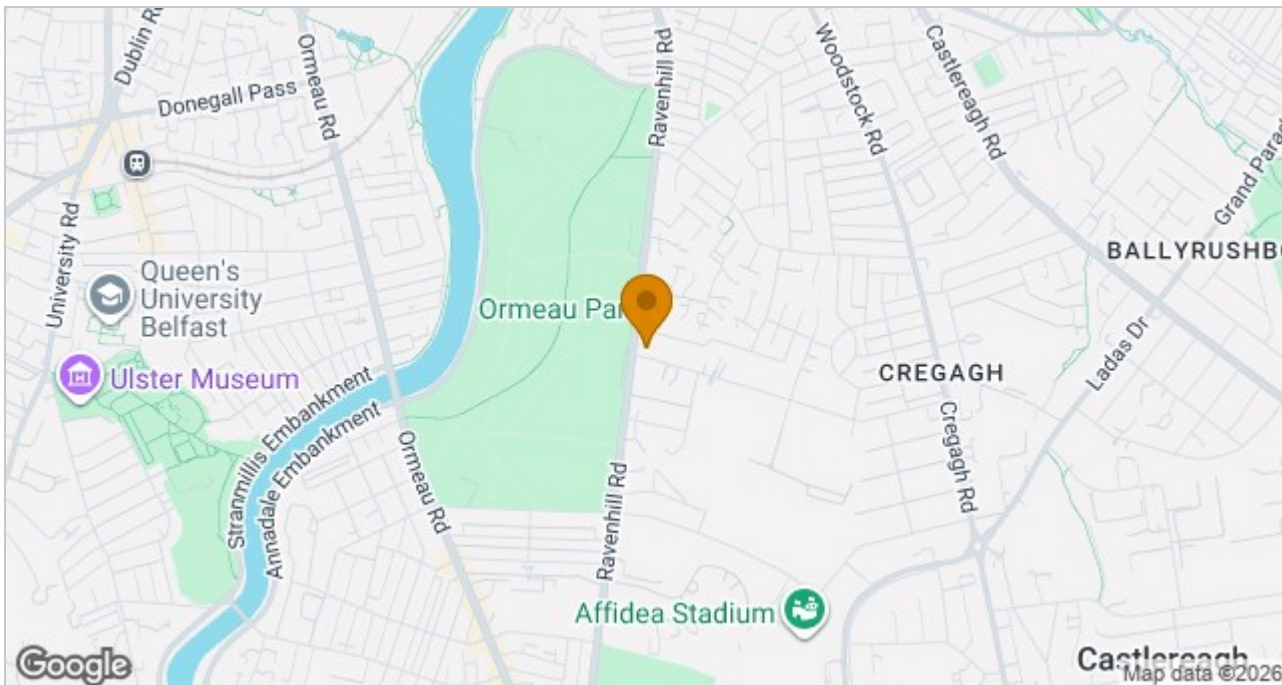 Dublin Rd
Ormeau Rd
Donegall Pass
University Rd
Queen's
University
Belfast
Ulster Museum
Stranmillis Embankment
Annadale Embankment
Ormeau Rd
Ormeau Par
Ravenhill Rd
Ravenhill Rd
Woodstock Rd
Castlereagh Rd
Grand Para
BALLYRUSHBO
Ladas Dr
CREGAGH
Cregagh Rd
Affidea Stadium
Castlereagh
Google
Map data ©2026